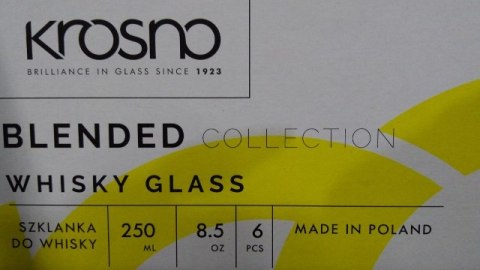 krosno
BRILLIANCE IN GLASS SINCE 1923
BLENDED COLLECTION
WHISKY GLASS
SZKLANKA
DO WHISKY
250
ML
8.5
OZ
6
PCS
MADE IN POLAND